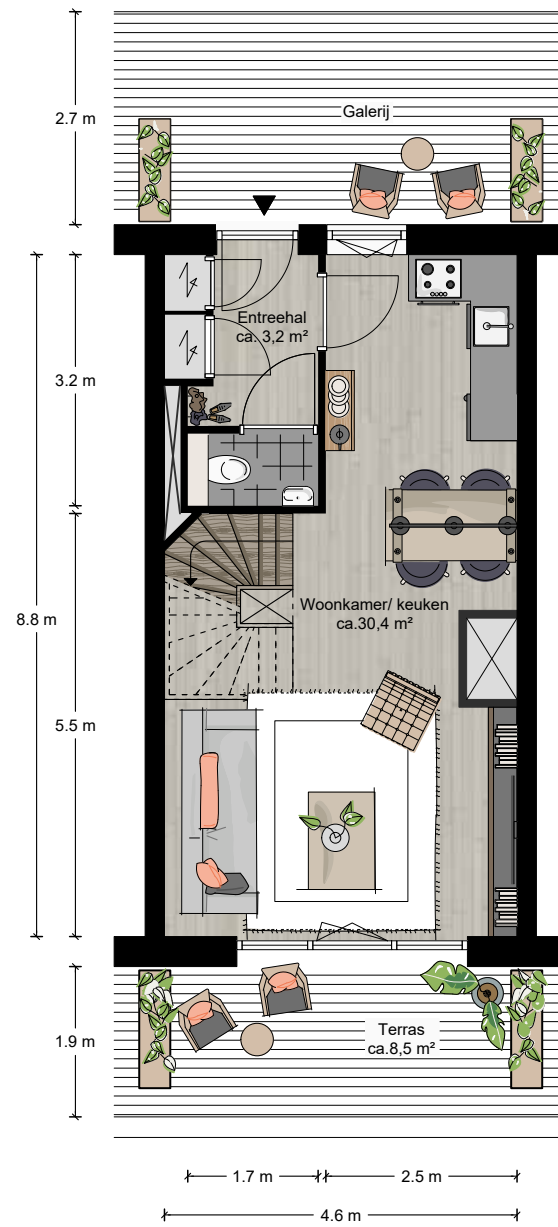 2.7 m
Galerij
Entreehal
ca. 3,2 m²
3.2 m
8.8 m
Woonkamer/ keuken
ca.30,4 m²
5.5 m
1.9 m
Terras
ca.8,5 m²
1.7 m
2.5 m
4.6 m